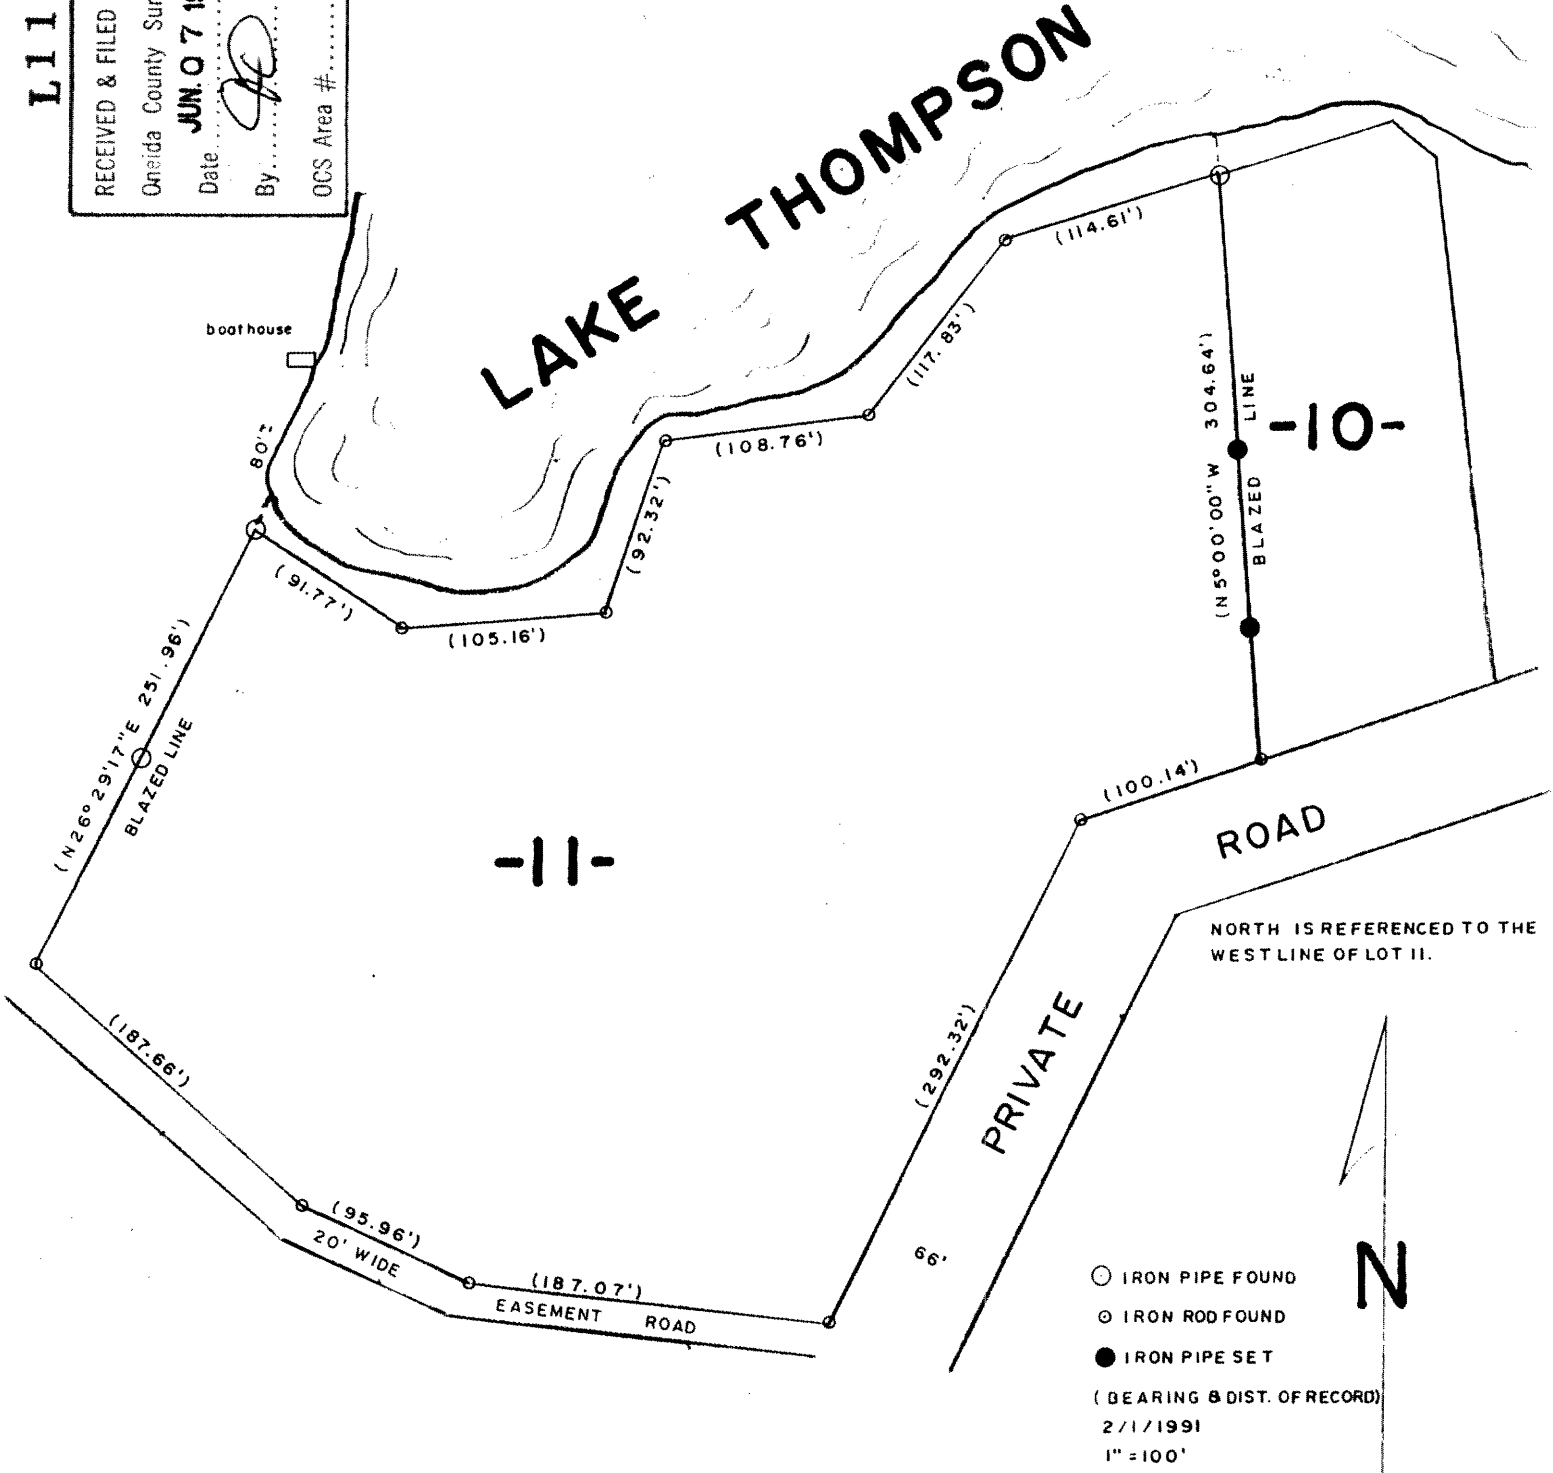 L11
RECEIVED & FILED
Oneida County Sur
Date JUN. 07 19
By
OCS Area #
LAKE THOMPSON
boathouse
80'±
(114.61')
(117.83')
(108.76')
(92.32')
(91.77')
(105.16')
(N 5° 00' 00" W 304.64')
BLAZED LINE
-10-
(N 26° 29' 17" E 251.96')
BLAZED LINE
-11-
(100.14')
ROAD
NORTH IS REFERENCED TO THE
WEST LINE OF LOT 11.
(187.66')
(292.32')
PRIVATE
(95.96')
20' WIDE
(187.07')
EASEMENT ROAD
66'
N
IRON PIPE FOUND
IRON ROD FOUND
IRON PIPE SET
(BEARING & DIST. OF RECORD)
2/1/1991
1" = 100'